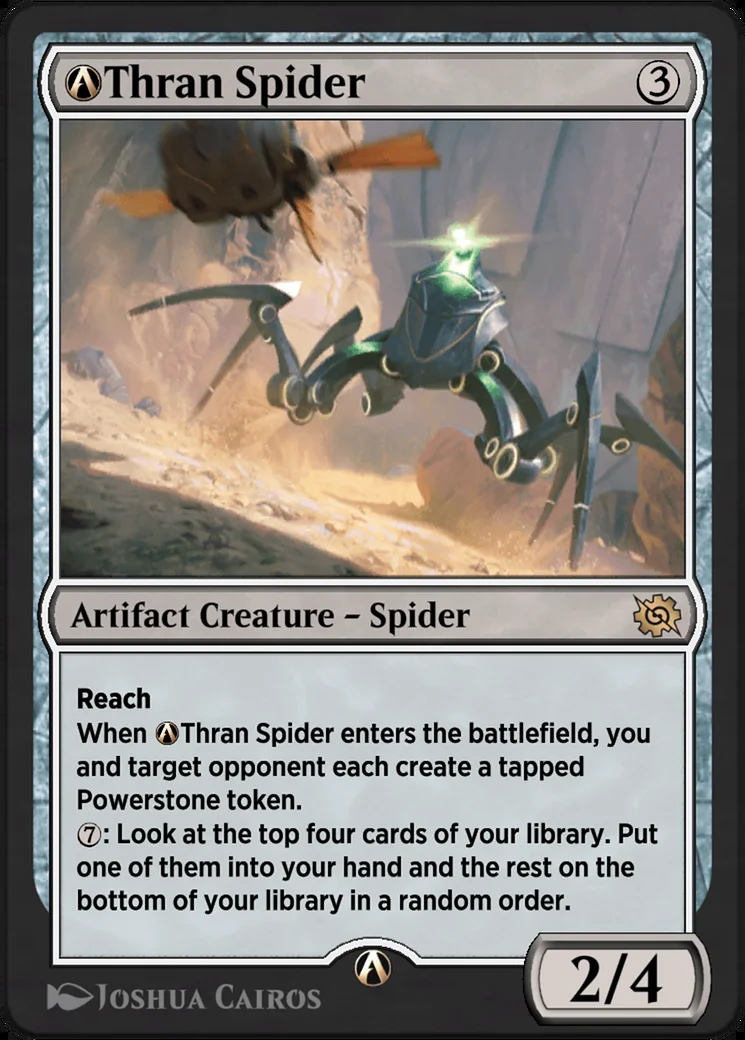 Thran Spider 3
Artifact Creature – Spider
Reach
When Thran Spider enters the battlefield, you
and target opponent each create a tapped
Powerstone token.
7: Look at the top four cards of your library. Put
one of them into your hand and the rest on the
bottom of your library in a random order.
2/4
Joshua Cairos